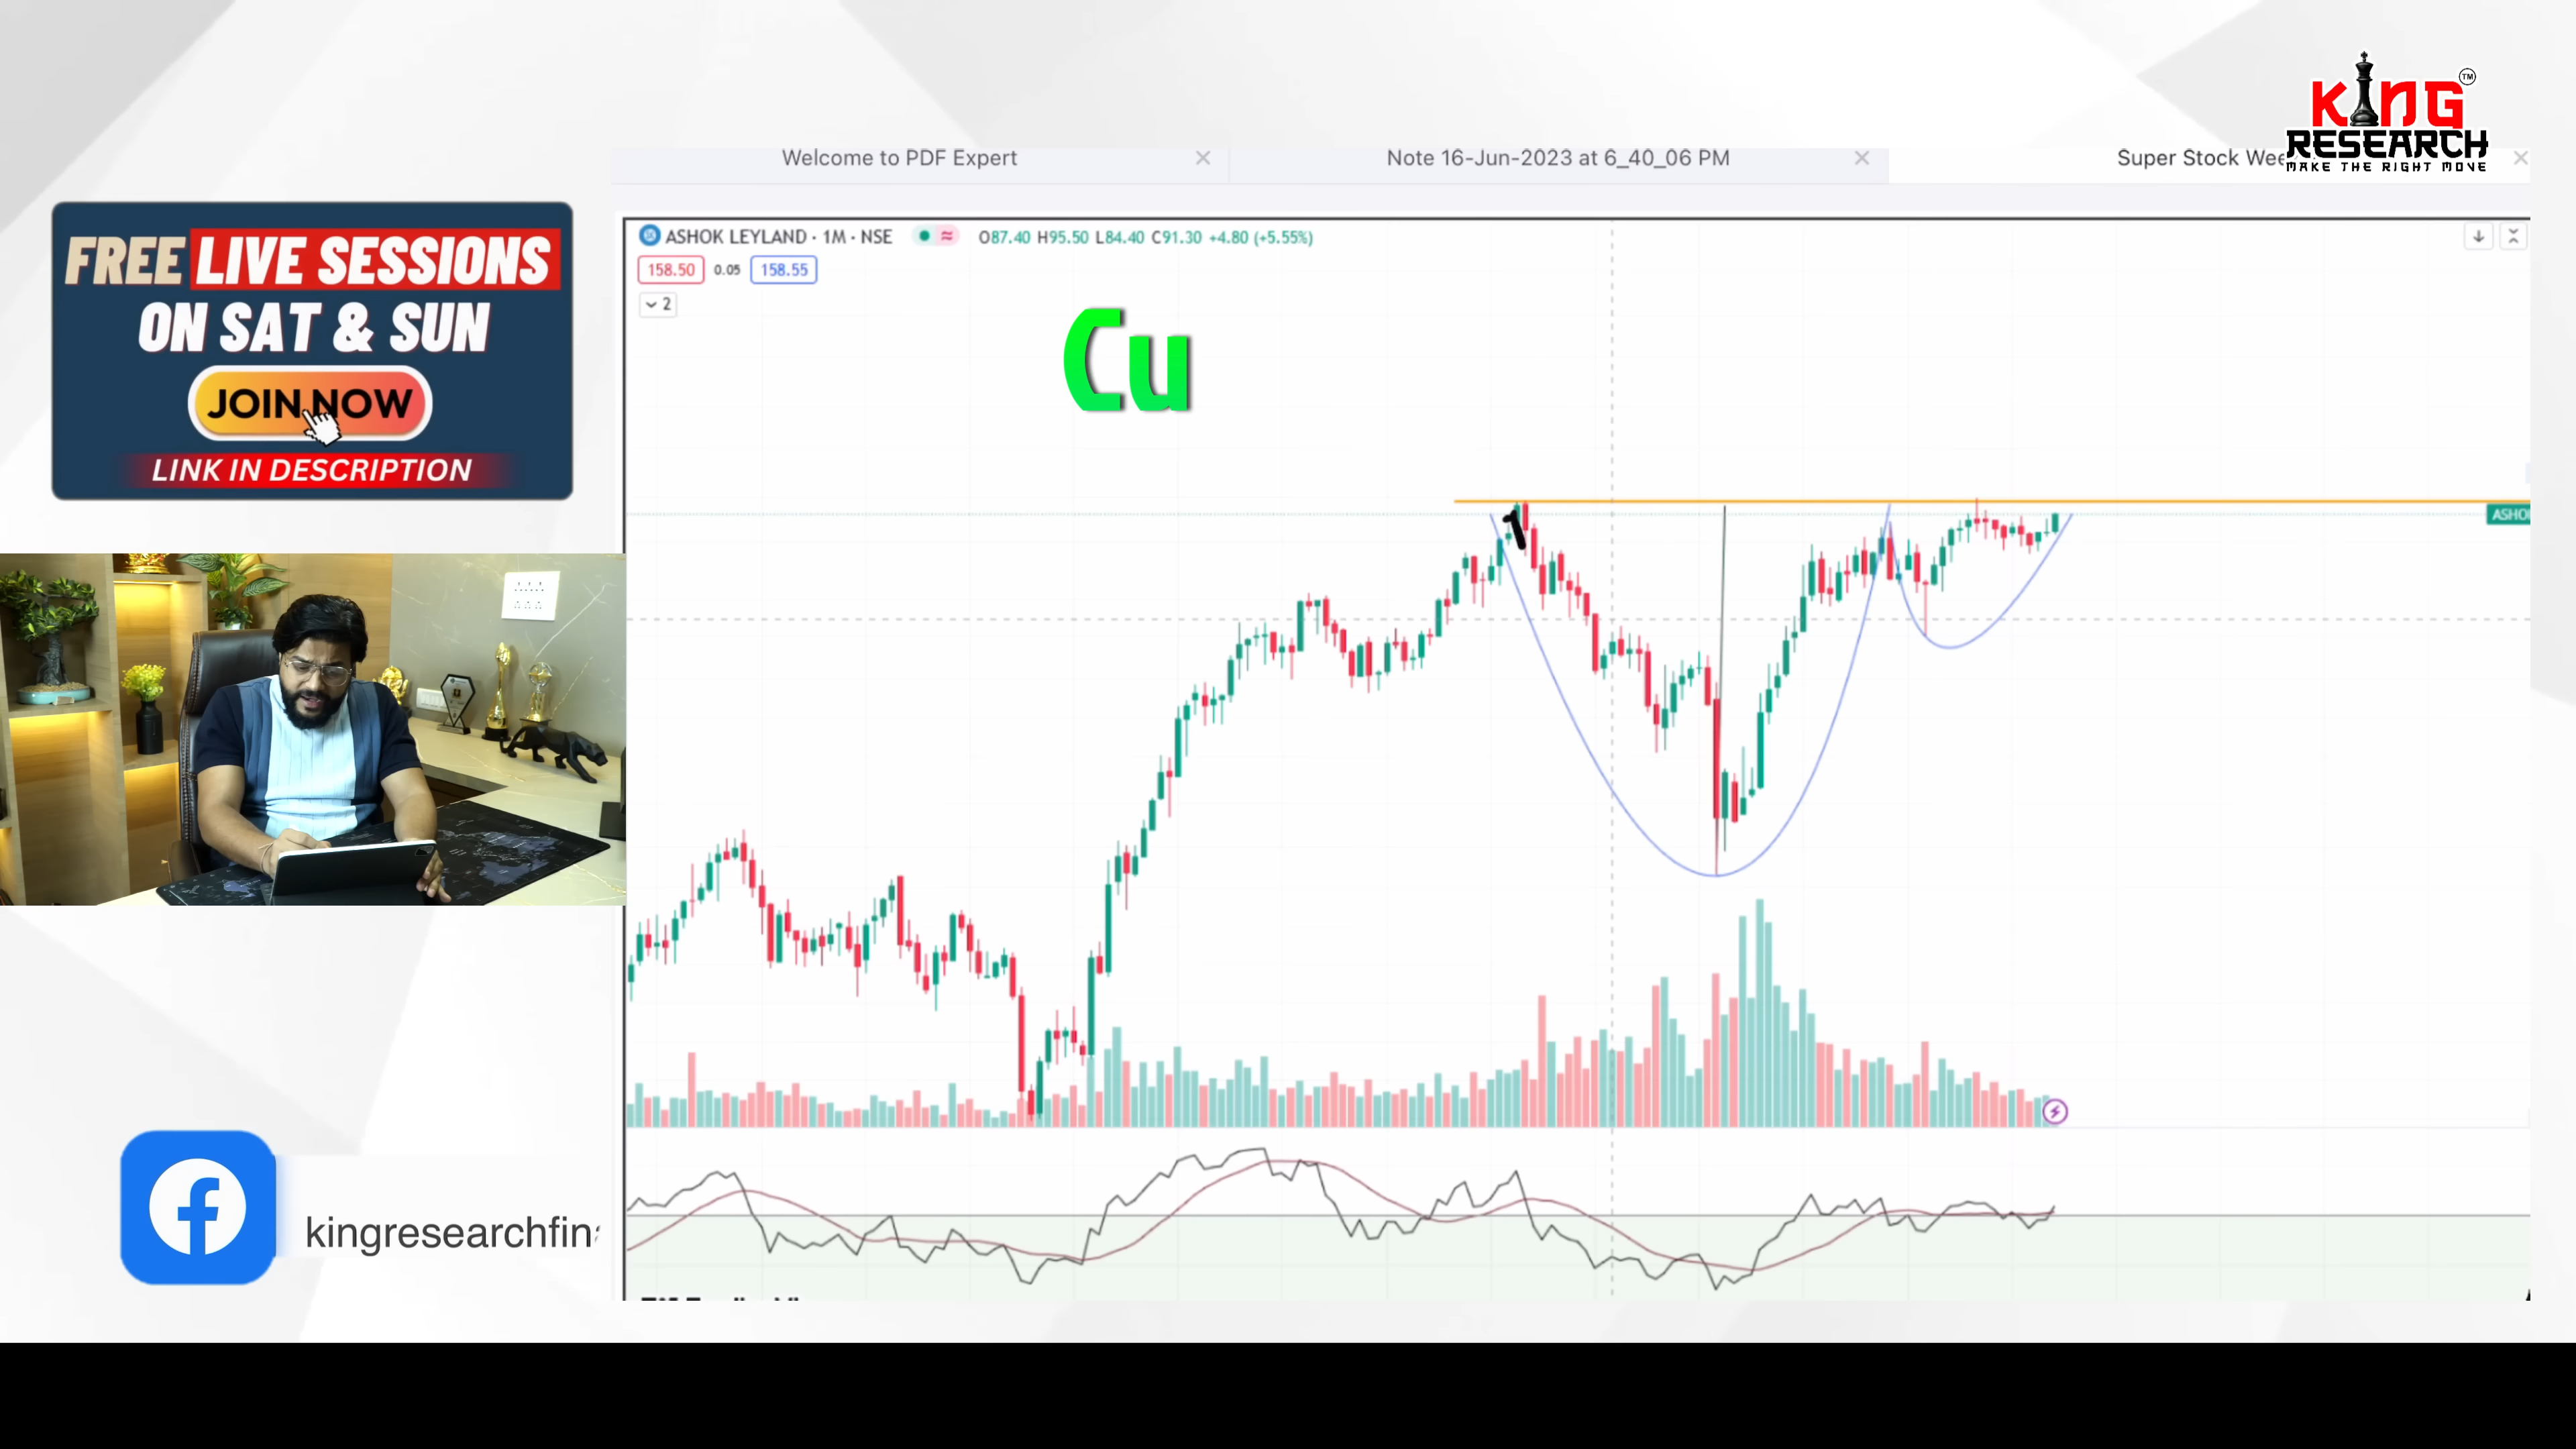 KING™
RESEARCH
MAKE THE RIGHT MOVE
Welcome to PDF Expert
Note 16-Jun-2023 at 6_40_06 PM
Super Stock Wee
FREE LIVE SESSIONS
ON SAT & SUN
JOIN NOW
LINK IN DESCRIPTION
ASHOK LEYLAND · 1M · NSE O87.40 H95.50 L84.40 C91.30 +4.80 (+5.55%)
158.50 0.05 158.55
2
Cu
ASHO
kingresearchfin